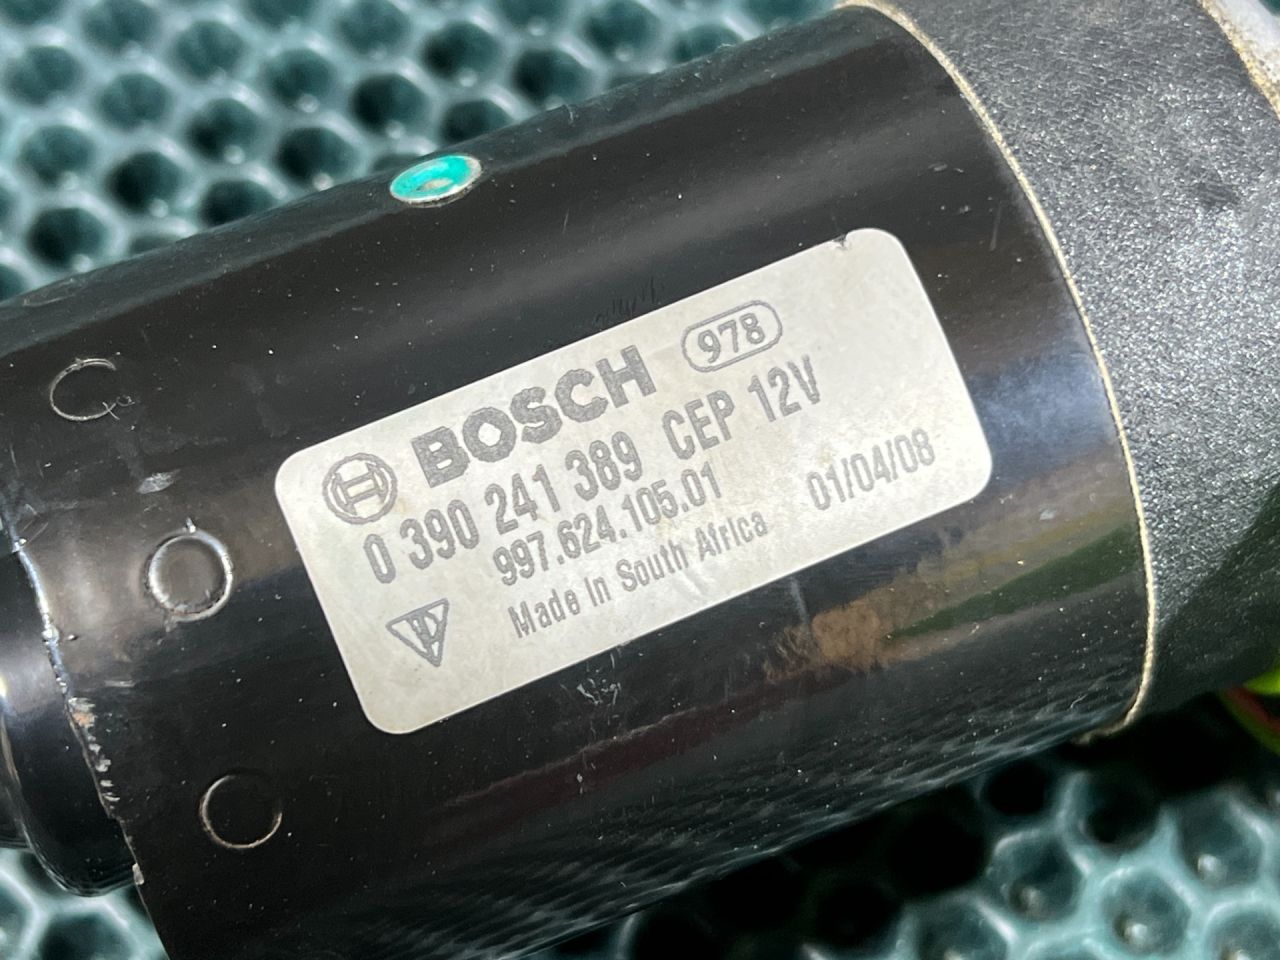 BOSCH 978
0 390 241 389 CEP 12V
997.624.105.01
Made In South Africa 01/04/08